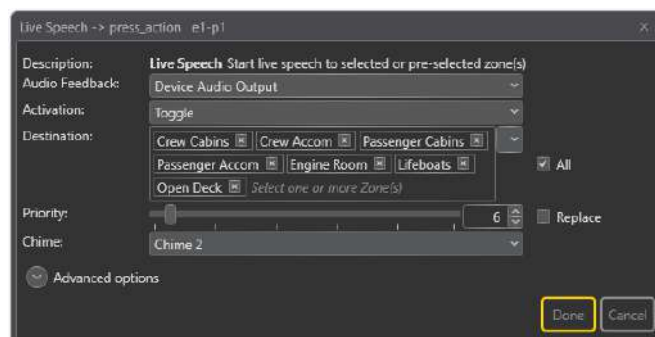 Live Speech -> press_action e1-p1
Description: Live Speech Start live speech to selected or pre-selected zone(s)
Audio Feedback: Device Audio Output
Activation: Toggle
Destination: Crew Cabins Crew Accom Passenger Cabins
Passenger Accom Engine Room Lifeboats All
Open Deck Select one or more Zone(s)
Priority: 6 Replace
Chime: Chime 2
Advanced options
Done Cancel